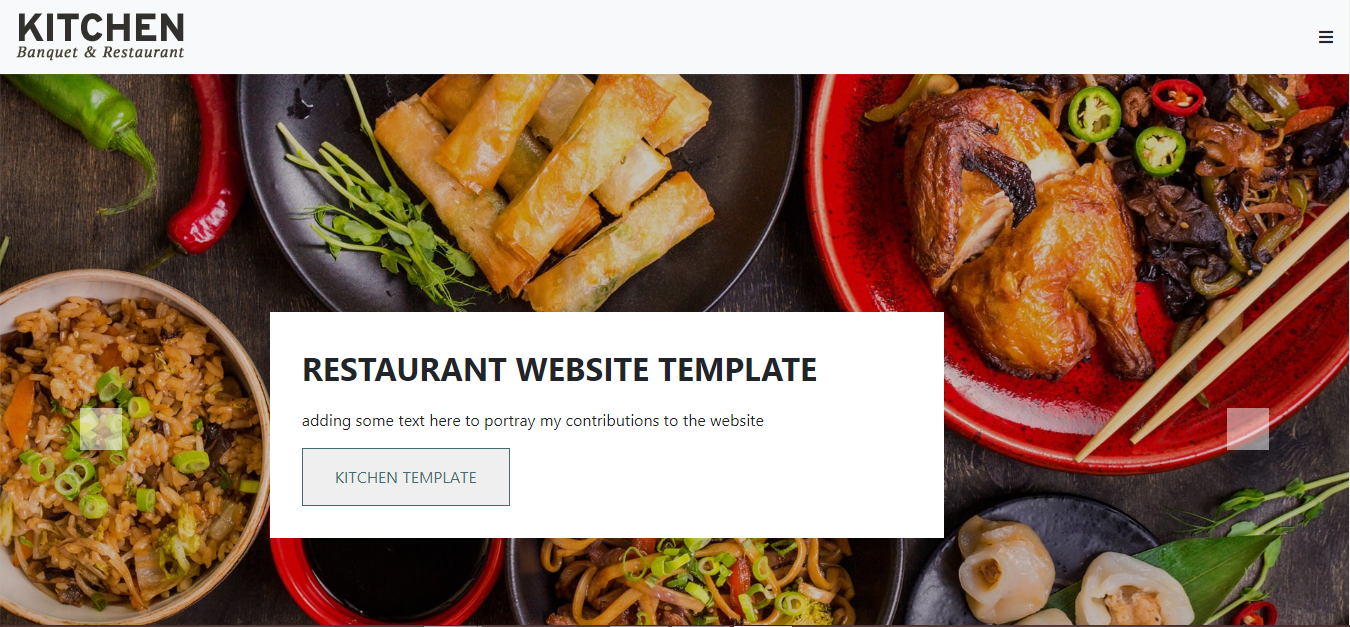 KITCHEN
Banquet & Restaurant
RESTAURANT WEBSITE TEMPLATE
adding some text here to portray my contributions to the website
KITCHEN TEMPLATE